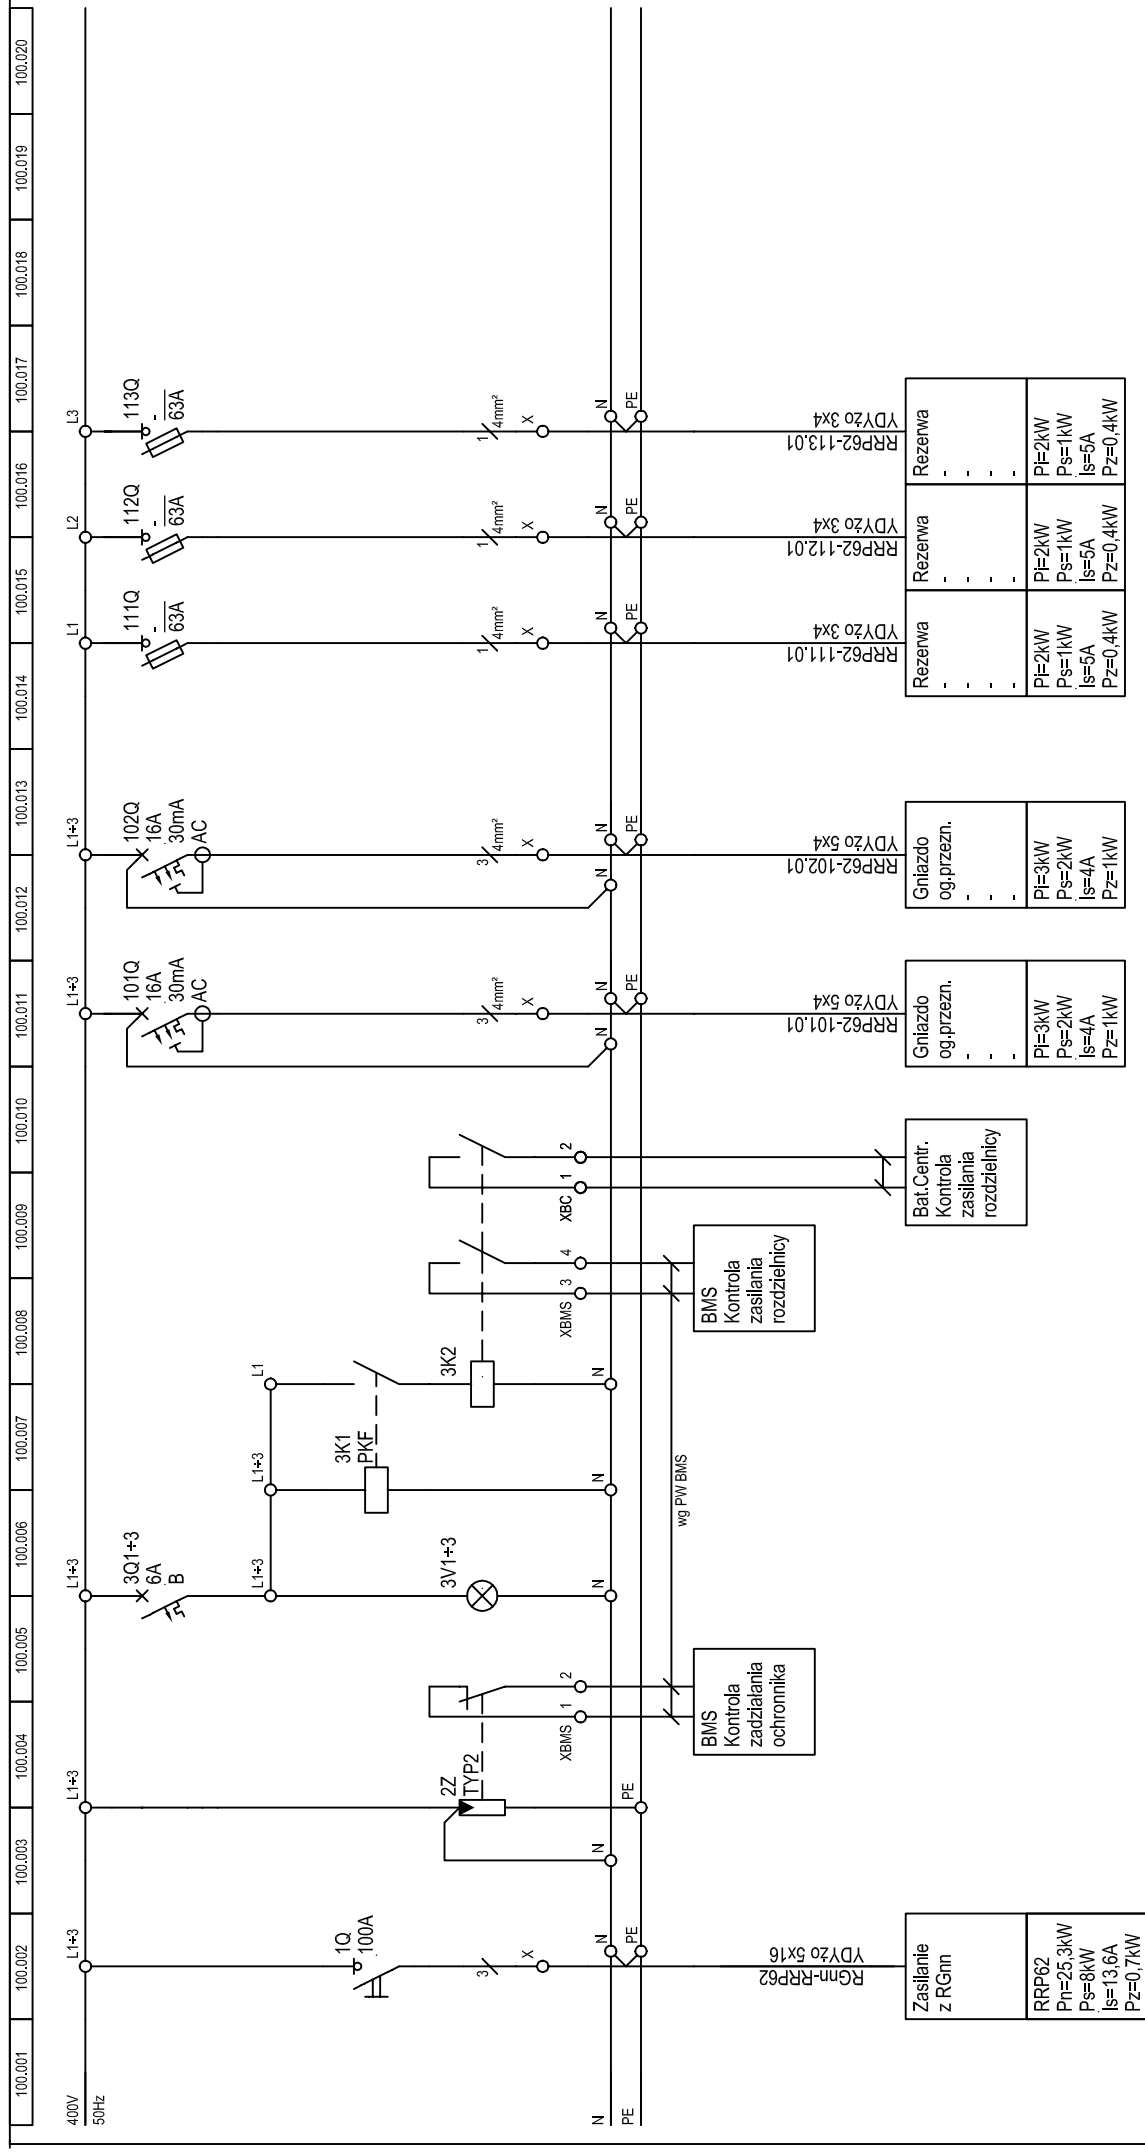 100.001
100.002
100.003
100.004
100.005
100.006
100.007
100.008
100.009
100.010
100.011
100.012
100.013
100.014
100.015
100.016
100.017
100.018
100.019
100.020
400V
50Hz
N
PE
L1÷3
1Q
100A
3
X
N
PE
RGnn-RRP62
YDYżo 5x16
Zasilanie
z RGnn
RRP62
Pn=25,3kW
Ps=8kW
Is=13,6A
Pz=0,7kW
L1÷3
2Z
TYP2
N
PE
XBMS 1 2
BMS
Kontrola
zadziałania
ochronnika
L1÷3
3Q1÷3
6A
B
L1÷3
3V1÷3
N
L1÷3
3K1
PKF
N
L1
3K2
N
wg PW BMS
XBMS 3 4
BMS
Kontrola
zasilania
rozdzielnicy
XBC 1 2
Bat.Centr.
Kontrola
zasilania
rozdzielnicy
L1÷3
101Q
16A
30mA
AC
3 4mm²
X
N
N
PE
RRP62-101.01
YDYżo 5x4
Gniazdo
og.przezn.
Pi=3kW
Ps=2kW
Is=4A
Pz=1kW
L1÷3
102Q
16A
30mA
AC
3 4mm²
X
N
N
PE
RRP62-102.01
YDYżo 5x4
Gniazdo
og.przezn.
Pi=3kW
Ps=2kW
Is=4A
Pz=1kW
L1
111Q
63A
1 4mm²
X
N
PE
RRP62-111.01
YDYżo 3x4
Rezerwa
Pi=2kW
Ps=1kW
Is=5A
Pz=0,4kW
L2
112Q
63A
1 4mm²
X
N
PE
RRP62-112.01
YDYżo 3x4
Rezerwa
Pi=2kW
Ps=1kW
Is=5A
Pz=0,4kW
L3
113Q
63A
1 4mm²
X
N
PE
RRP62-113.01
YDYżo 3x4
Rezerwa
Pi=2kW
Ps=1kW
Is=5A
Pz=0,4kW